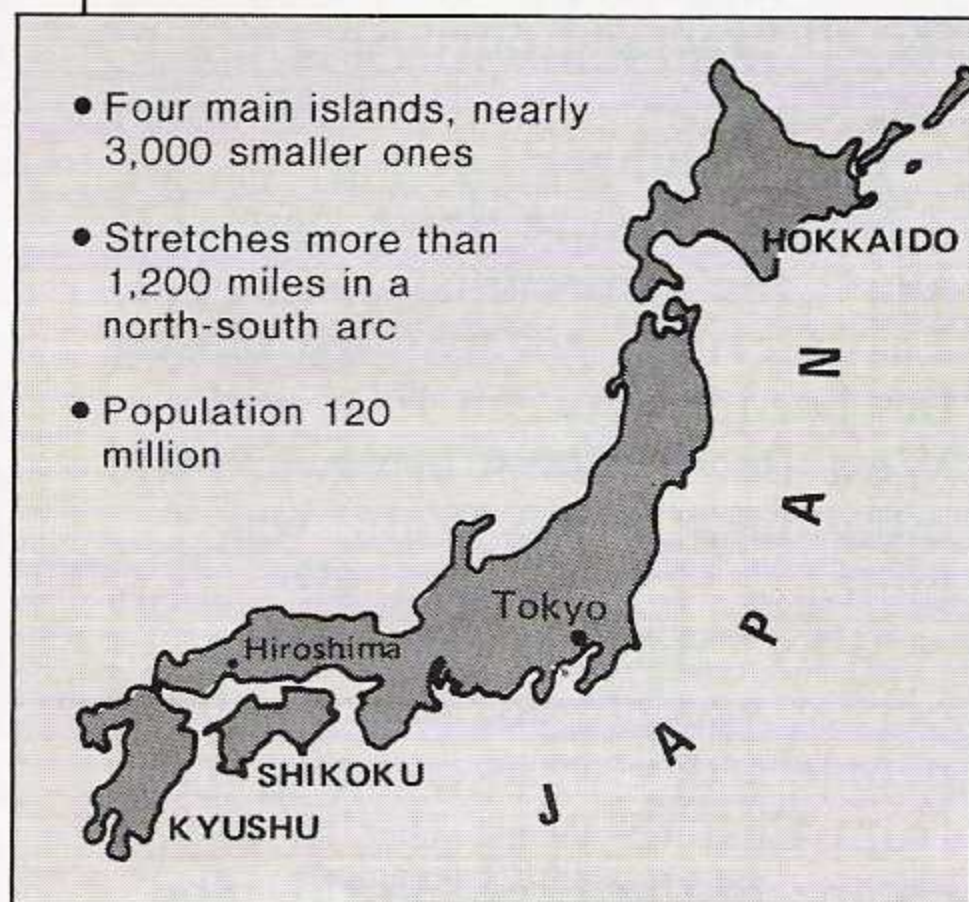 • Four main islands, nearly
3,000 smaller ones
• Stretches more than
1,200 miles in a
north-south arc
• Population 120
million
HOKKAIDO
Tokyo
Hiroshima
SHIKOKU
KYUSHU
JAPAN